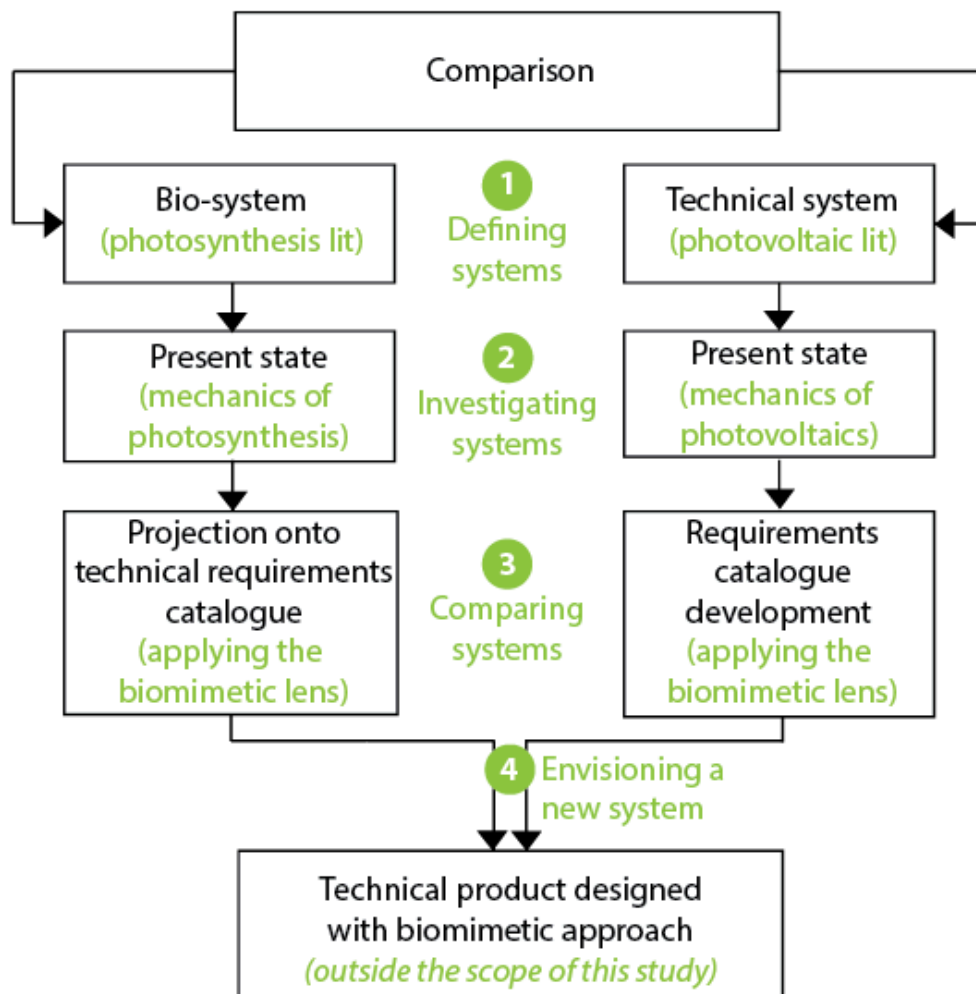 Comparison
Bio-system
(photosynthesis lit)
1
Defining
systems
Technical system
(photovoltaic lit)
Present state
(mechanics of
photosynthesis)
2
Investigating
systems
Present state
(mechanics of
photovoltaics)
Projection onto
technical requirements
catalogue
(applying the
biomimetic lens)
3
Comparing
systems
Requirements
catalogue
development
(applying the
biomimetic lens)
4 Envisioning a
new system
Technical product designed
with biomimetic approach
(outside the scope of this study)